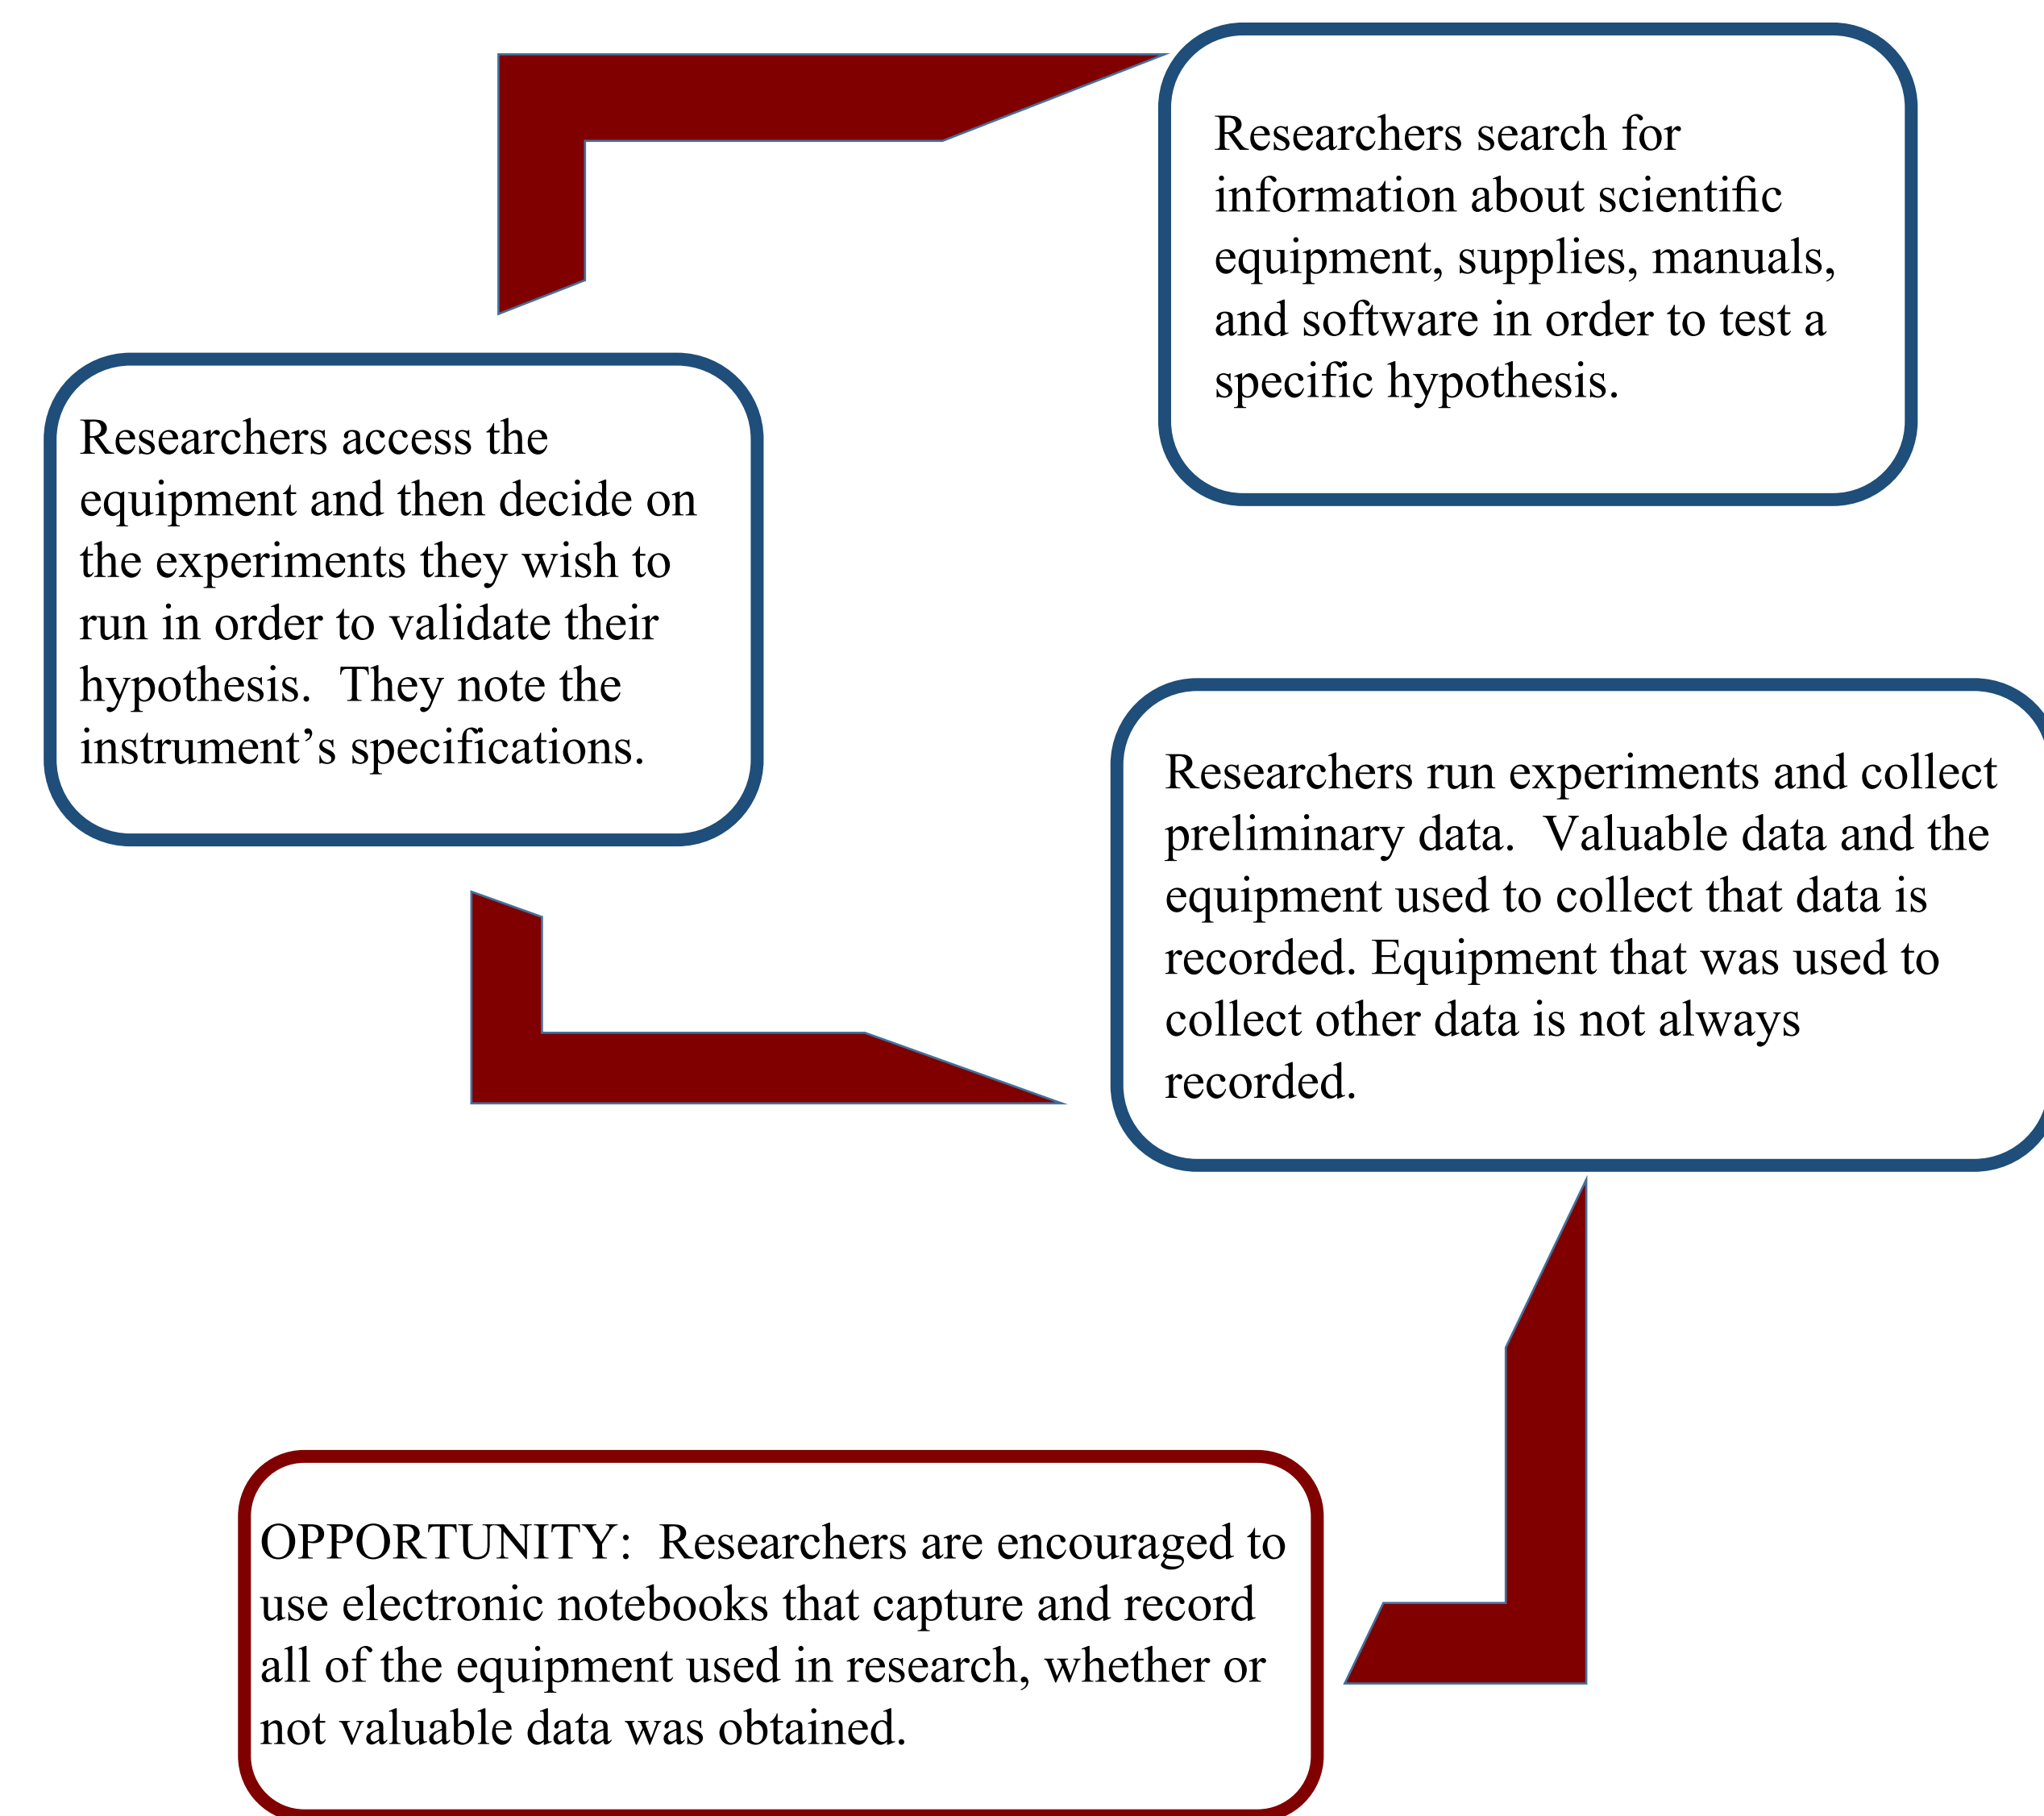 Researchers search for
information about scientific
equipment, supplies, manuals,
and software in order to test a
specific hypothesis.
Researchers access the
equipment and then decide on
the experiments they wish to
run in order to validate their
hypothesis.  They note the
instrument’s specifications.
Researchers run experiments and collect
preliminary data.  Valuable data and the
equipment used to collect that data is
recorded. Equipment that was used to
collect other data is not always
recorded.
OPPORTUNITY:  Researchers are encouraged to
use electronic notebooks that capture and record
all of the equipment used in research, whether or
not valuable data was obtained.